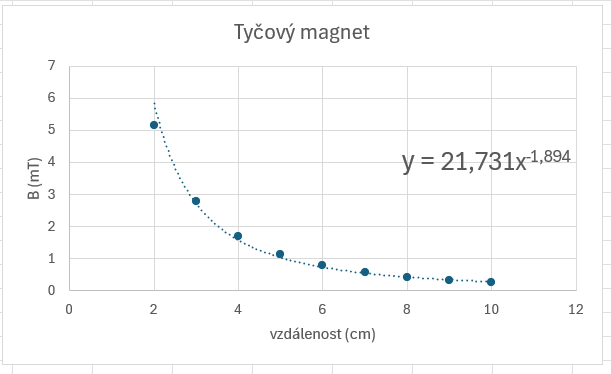 Tyčový magnet
7
6
5
4
3
2
1
0
B (mT)
y = 21,731x^-1,894
0 2 4 6 8 10 12
vzdálenost (cm)